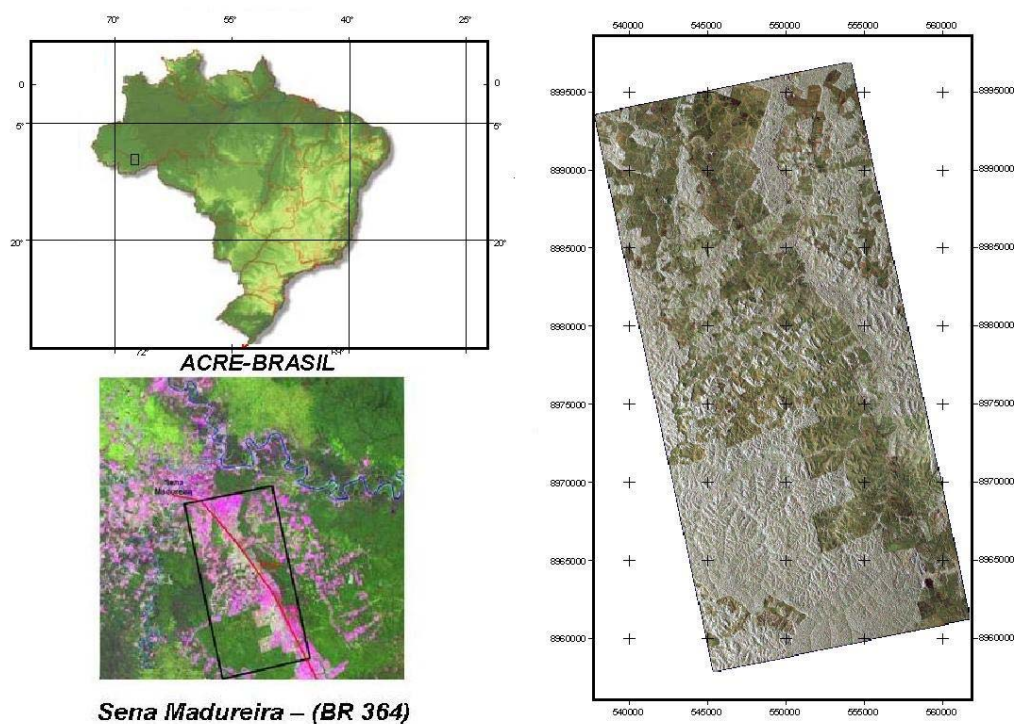 70° 55° 40° 25°
0 0
5° 5°
20° 20°
72°
ACRE-BRASIL
Sena
Madureira
Sena Madureira – (BR 364)
540000 545000 550000 555000 560000
8995000 8995000
8990000 8990000
8985000 8985000
8980000 8980000
8975000 8975000
8970000 8970000
8965000 8965000
8960000 8960000
540000 545000 550000 555000 560000